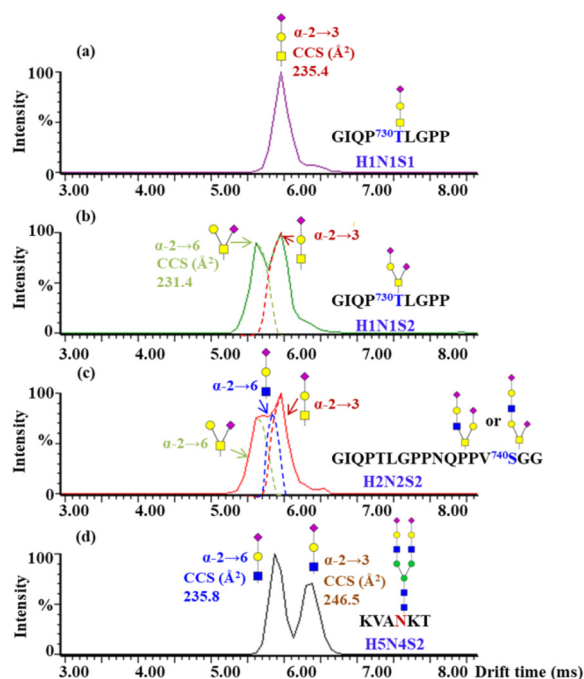 (a)
α-2→3
CCS (Å²)
235.4
100
Intensity
%
0
GIQP⁷³⁰TLGPP
H1N1S1
3.00 4.00 5.00 6.00 7.00 8.00
(b)
α-2→6
CCS (Å²)
231.4
α-2→3
100
Intensity
%
0
GIQP⁷³⁰TLGPP
H1N1S2
3.00 4.00 5.00 6.00 7.00 8.00
(c)
α-2→6
α-2→3
α-2→6
or
100
Intensity
%
0
GIQPTLGPPNQPPV⁷⁴⁰SGG
H2N2S2
3.00 4.00 5.00 6.00 7.00 8.00
(d)
α-2→6
CCS (Å²)
235.8
α-2→3
CCS (Å²)
246.5
100
Intensity
%
0
KVANKT
H5N4S2
3.00 4.00 5.00 6.00 7.00 8.00 Drift time (ms)